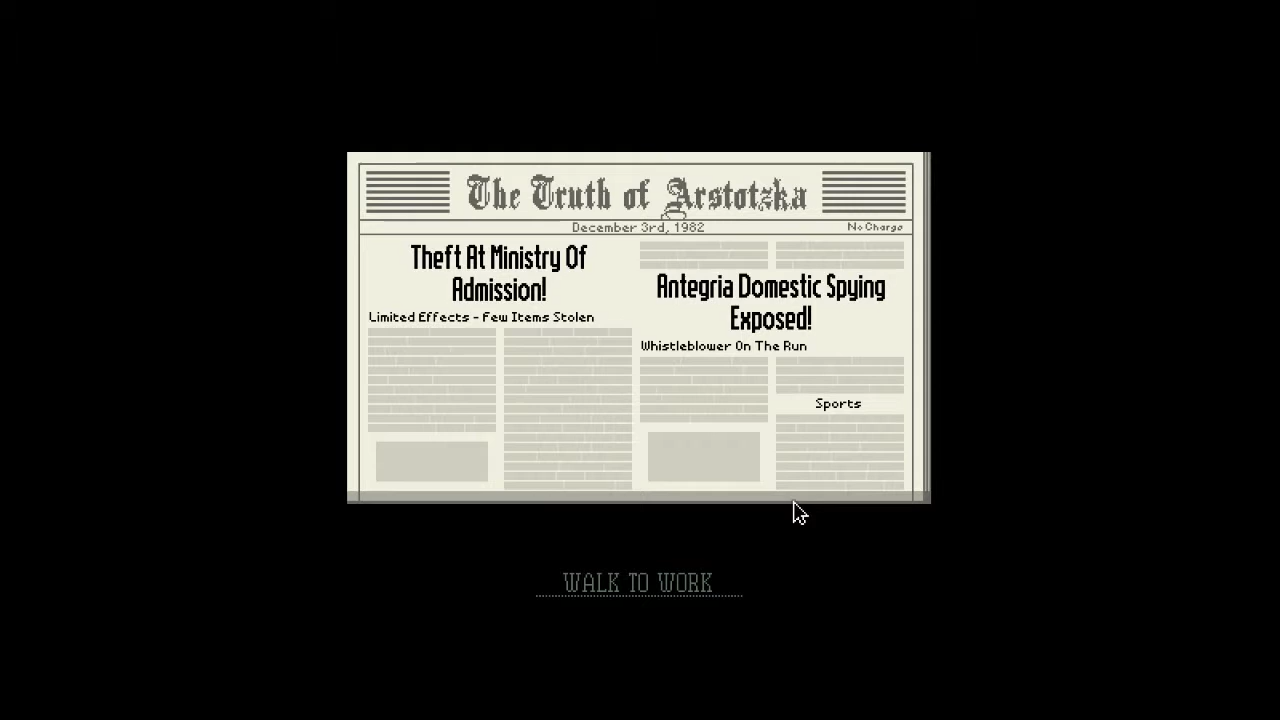 The Truth of Arstotzka
December 3rd, 1982
No Charge
Theft At Ministry Of
Admission!
Limited Effects - Few Items Stolen
Antegria Domestic Spying
Exposed!
Whistleblower On The Run
Sports
WALK TO WORK